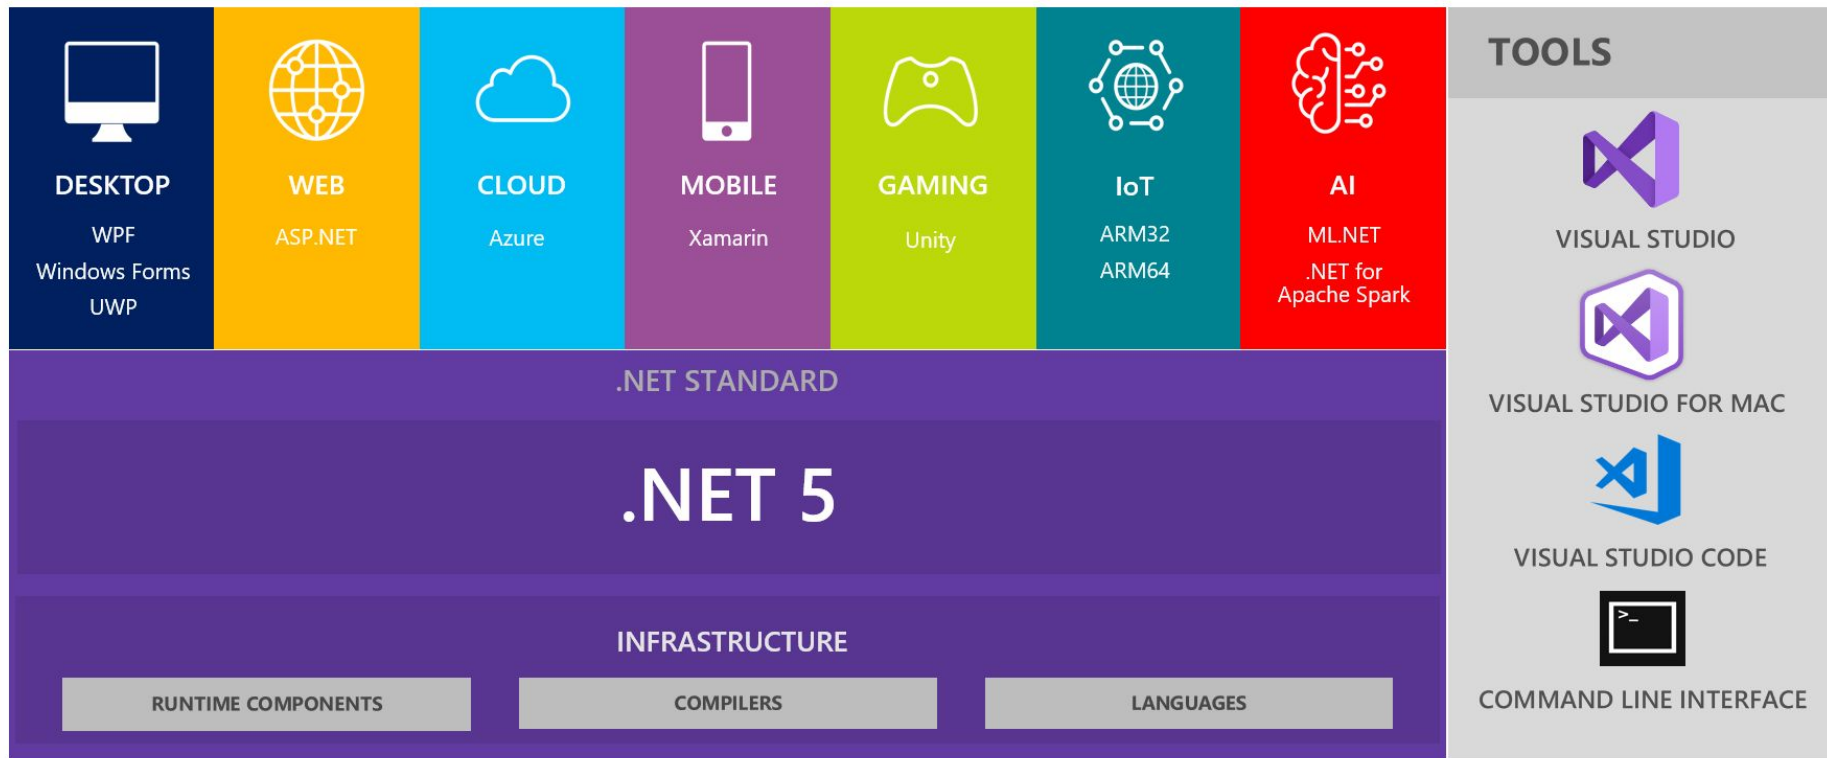 DESKTOP
WPF
Windows Forms
UWP
WEB
ASP.NET
CLOUD
Azure
MOBILE
Xamarin
GAMING
Unity
IoT
ARM32
ARM64
AI
ML.NET
.NET for
Apache Spark
.NET STANDARD
.NET 5
INFRASTRUCTURE
RUNTIME COMPONENTS
COMPILERS
LANGUAGES
TOOLS
VISUAL STUDIO
VISUAL STUDIO FOR MAC
VISUAL STUDIO CODE
>_
COMMAND LINE INTERFACE